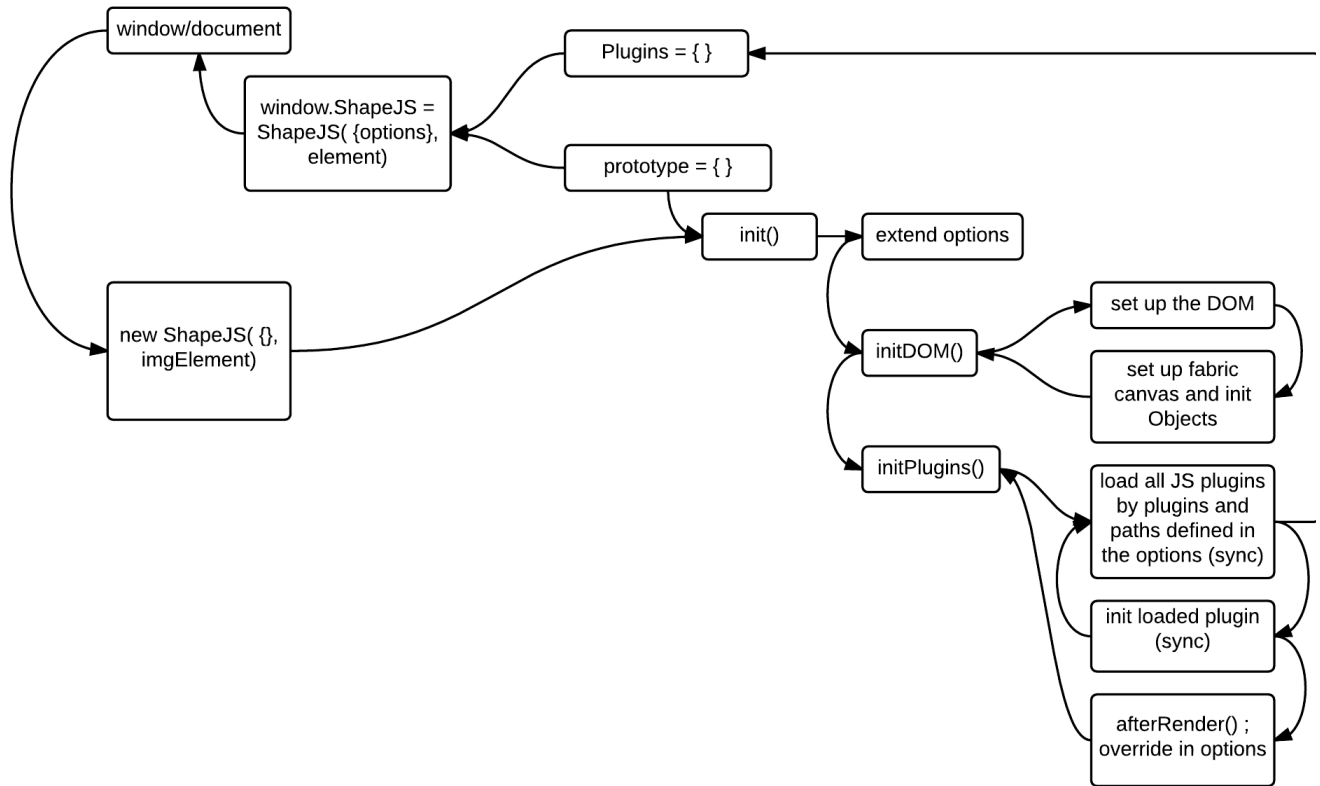 window/document
Plugins = { }
window.ShapeJS =
ShapeJS( {options},
element)
prototype = { }
init()
extend options
new ShapeJS( {},
imgElement)
set up the DOM
initDOM()
set up fabric
canvas and init
Objects
initPlugins()
load all JS plugins
by plugins and
paths defined in
the options (sync)
init loaded plugin
(sync)
afterRender() ;
override in options